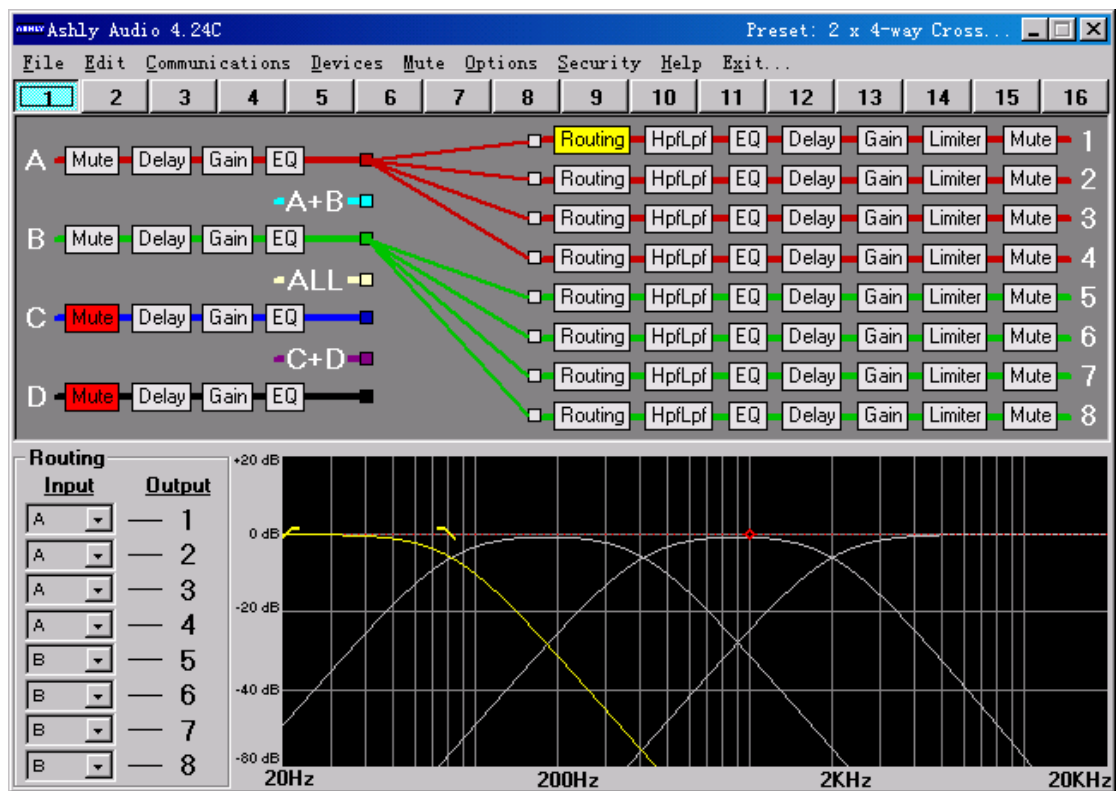 ASHLY Ashly Audio 4.24C Preset: 2 x 4-way Cross...
File Edit Communications Devices Mute Options Security Help Exit...
1 2 3 4 5 6 7 8 9 10 11 12 13 14 15 16
A Mute Delay Gain EQ
A+B
B Mute Delay Gain EQ
ALL
C Mute Delay Gain EQ
C+D
D Mute Delay Gain EQ
Routing HpfLpf EQ Delay Gain Limiter Mute 1
Routing HpfLpf EQ Delay Gain Limiter Mute 2
Routing HpfLpf EQ Delay Gain Limiter Mute 3
Routing HpfLpf EQ Delay Gain Limiter Mute 4
Routing HpfLpf EQ Delay Gain Limiter Mute 5
Routing HpfLpf EQ Delay Gain Limiter Mute 6
Routing HpfLpf EQ Delay Gain Limiter Mute 7
Routing HpfLpf EQ Delay Gain Limiter Mute 8
Routing
Input Output
A 1
A 2
A 3
A 4
B 5
B 6
B 7
B 8
+20 dB
0 dB
-20 dB
-40 dB
-80 dB
20Hz 200Hz 2KHz 20KHz